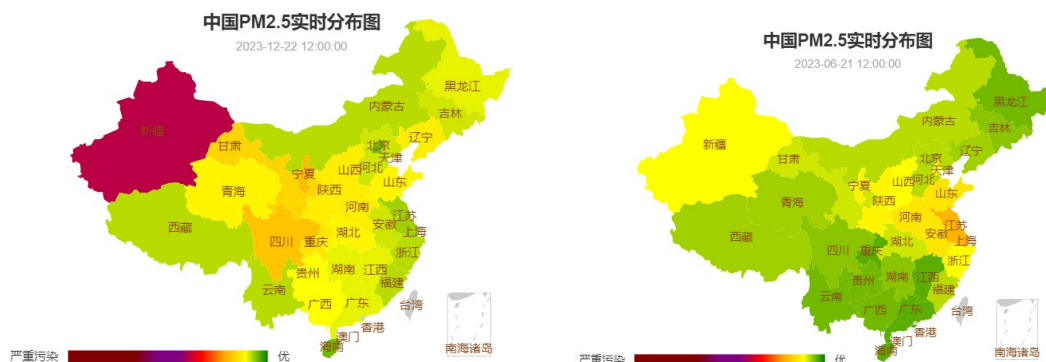 中国PM2.5实时分布图
2023-12-22 12:00:00
黑龙江
内蒙古
吉林
新疆
辽宁
北京
甘肃
天津
河北
宁夏
山西
青海
陕西
山东
河南
江苏
西藏
安徽
上海
湖北
四川
重庆
浙江
贵州
湖南
江西
福建
云南
广西
广东
台湾
香港
澳门
海南
南海诸岛
严重污染
优
中国PM2.5实时分布图
2023-06-21 12:00:00
黑龙江
内蒙古
吉林
新疆
辽宁
北京
甘肃
天津
河北
宁夏
山西
山东
陕西
青海
河南
江苏
安徽
西藏
上海
湖北
四川
重庆
浙江
贵州
湖南
江西
福建
云南
广西
广东
台湾
香港
澳门
海南
南海诸岛
严重污染
优